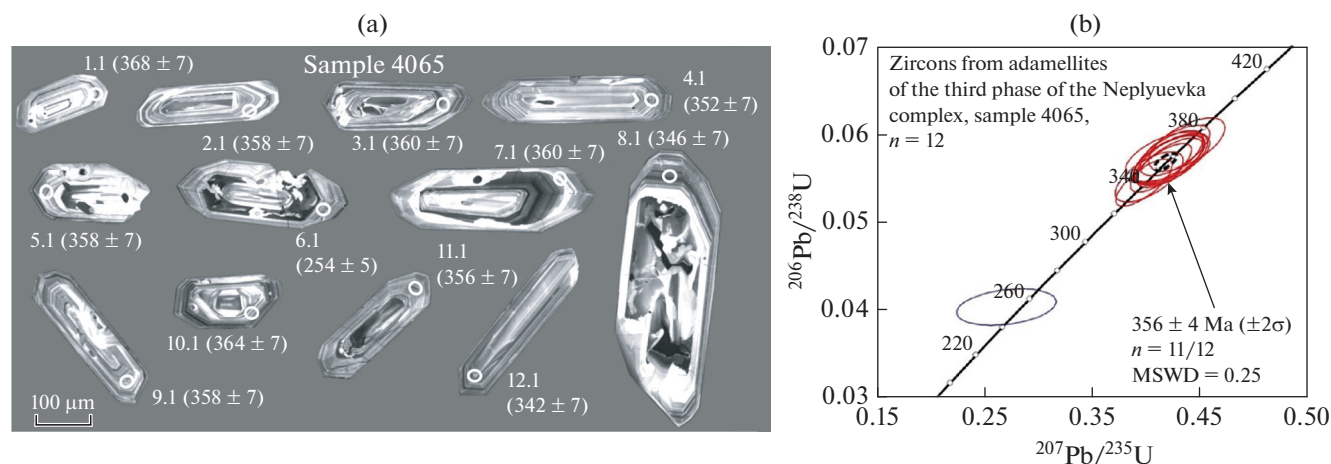 (a)
Sample 4065
1.1 (368 ± 7)
2.1 (358 ± 7)
3.1 (360 ± 7)
4.1
(352 ± 7)
5.1 (358 ± 7)
6.1
(254 ± 5)
7.1 (360 ± 7)
8.1 (346 ± 7)
9.1 (358 ± 7)
10.1 (364 ± 7)
11.1
(356 ± 7)
12.1
(342 ± 7)
100 μm
(b)
Zircons from adamellites
of the third phase of the Neplyuevka
complex, sample 4065,
n = 12
420
380
340
300
260
220
356 ± 4 Ma (±2σ)
n = 11/12
MSWD = 0.25
0.07
0.06
0.05
0.04
0.03
206Pb/238U
0.15 0.25 0.35 0.45 0.50
207Pb/235U